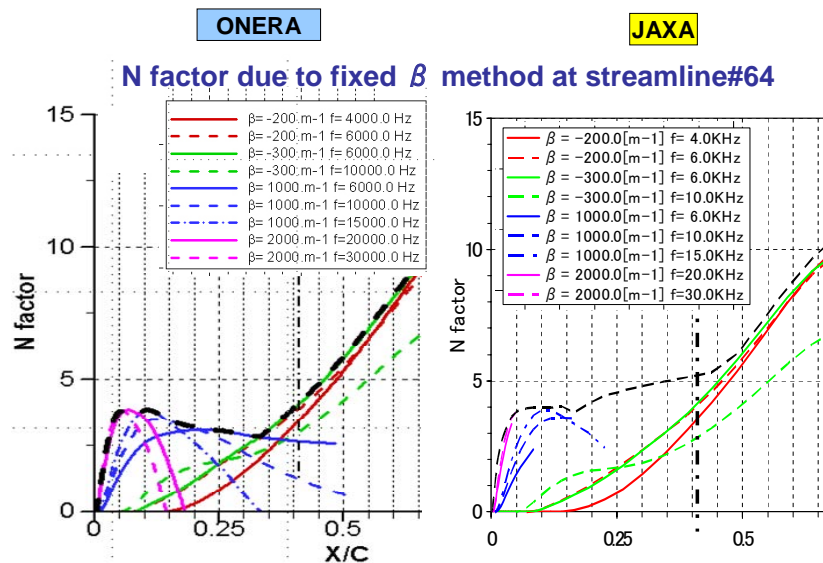 ONERA
JAXA
N factor due to fixed β method at streamline#64
15
10
5
0
N factor
0
0.25
0.5
X/C
β= -200 m-1 f=4000.0 Hz
β= -200 m-1 f=6000.0 Hz
β= -300 m-1 f=6000.0 Hz
β= -300 m-1 f=10000.0 Hz
β= 1000 m-1 f=6000.0 Hz
β= 1000 m-1 f=10000.0 Hz
β= 1000 m-1 f=15000.0 Hz
β= 2000 m-1 f=20000.0 Hz
β= 2000 m-1 f=30000.0 Hz
15
10
5
0
N factor
0
0.25
0.5
β = -200.0[m-1] f= 4.0KHz
β = -200.0[m-1] f= 6.0KHz
β = -300.0[m-1] f= 6.0KHz
β = -300.0[m-1] f=10.0KHz
β = 1000.0[m-1] f= 6.0KHz
β = 1000.0[m-1] f=10.0KHz
β = 1000.0[m-1] f=15.0KHz
β = 2000.0[m-1] f=20.0KHz
β = 2000.0[m-1] f=30.0KHz